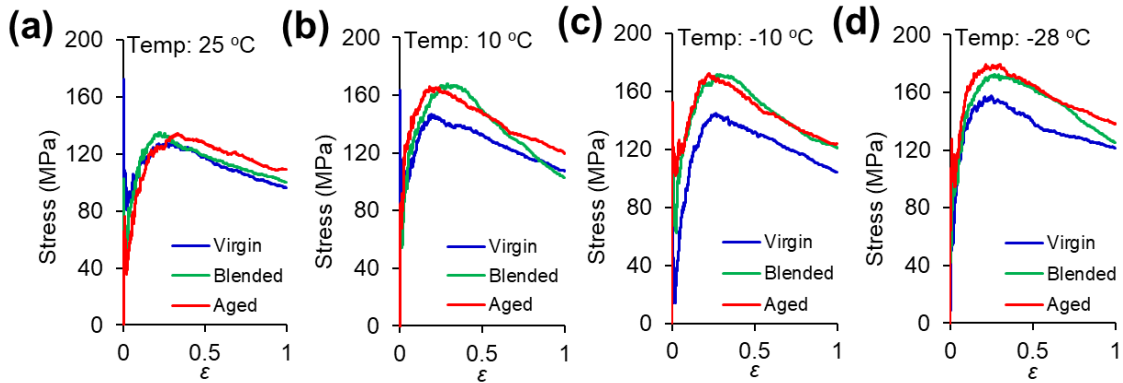 (a)
Temp: 25 °C
Stress (MPa)
200
160
120
80
40
0
Virgin
Blended
Aged
0 0.5 1
ε
(b)
Temp: 10 °C
Stress (MPa)
200
160
120
80
40
0
Virgin
Blended
Aged
0 0.5 1
ε
(c)
Temp: -10 °C
Stress (MPa)
200
160
120
80
40
0
Virgin
Blended
Aged
0 0.5 1
ε
(d)
Temp: -28 °C
Stress (MPa)
200
160
120
80
40
0
Virgin
Blended
Aged
0 0.5 1
ε